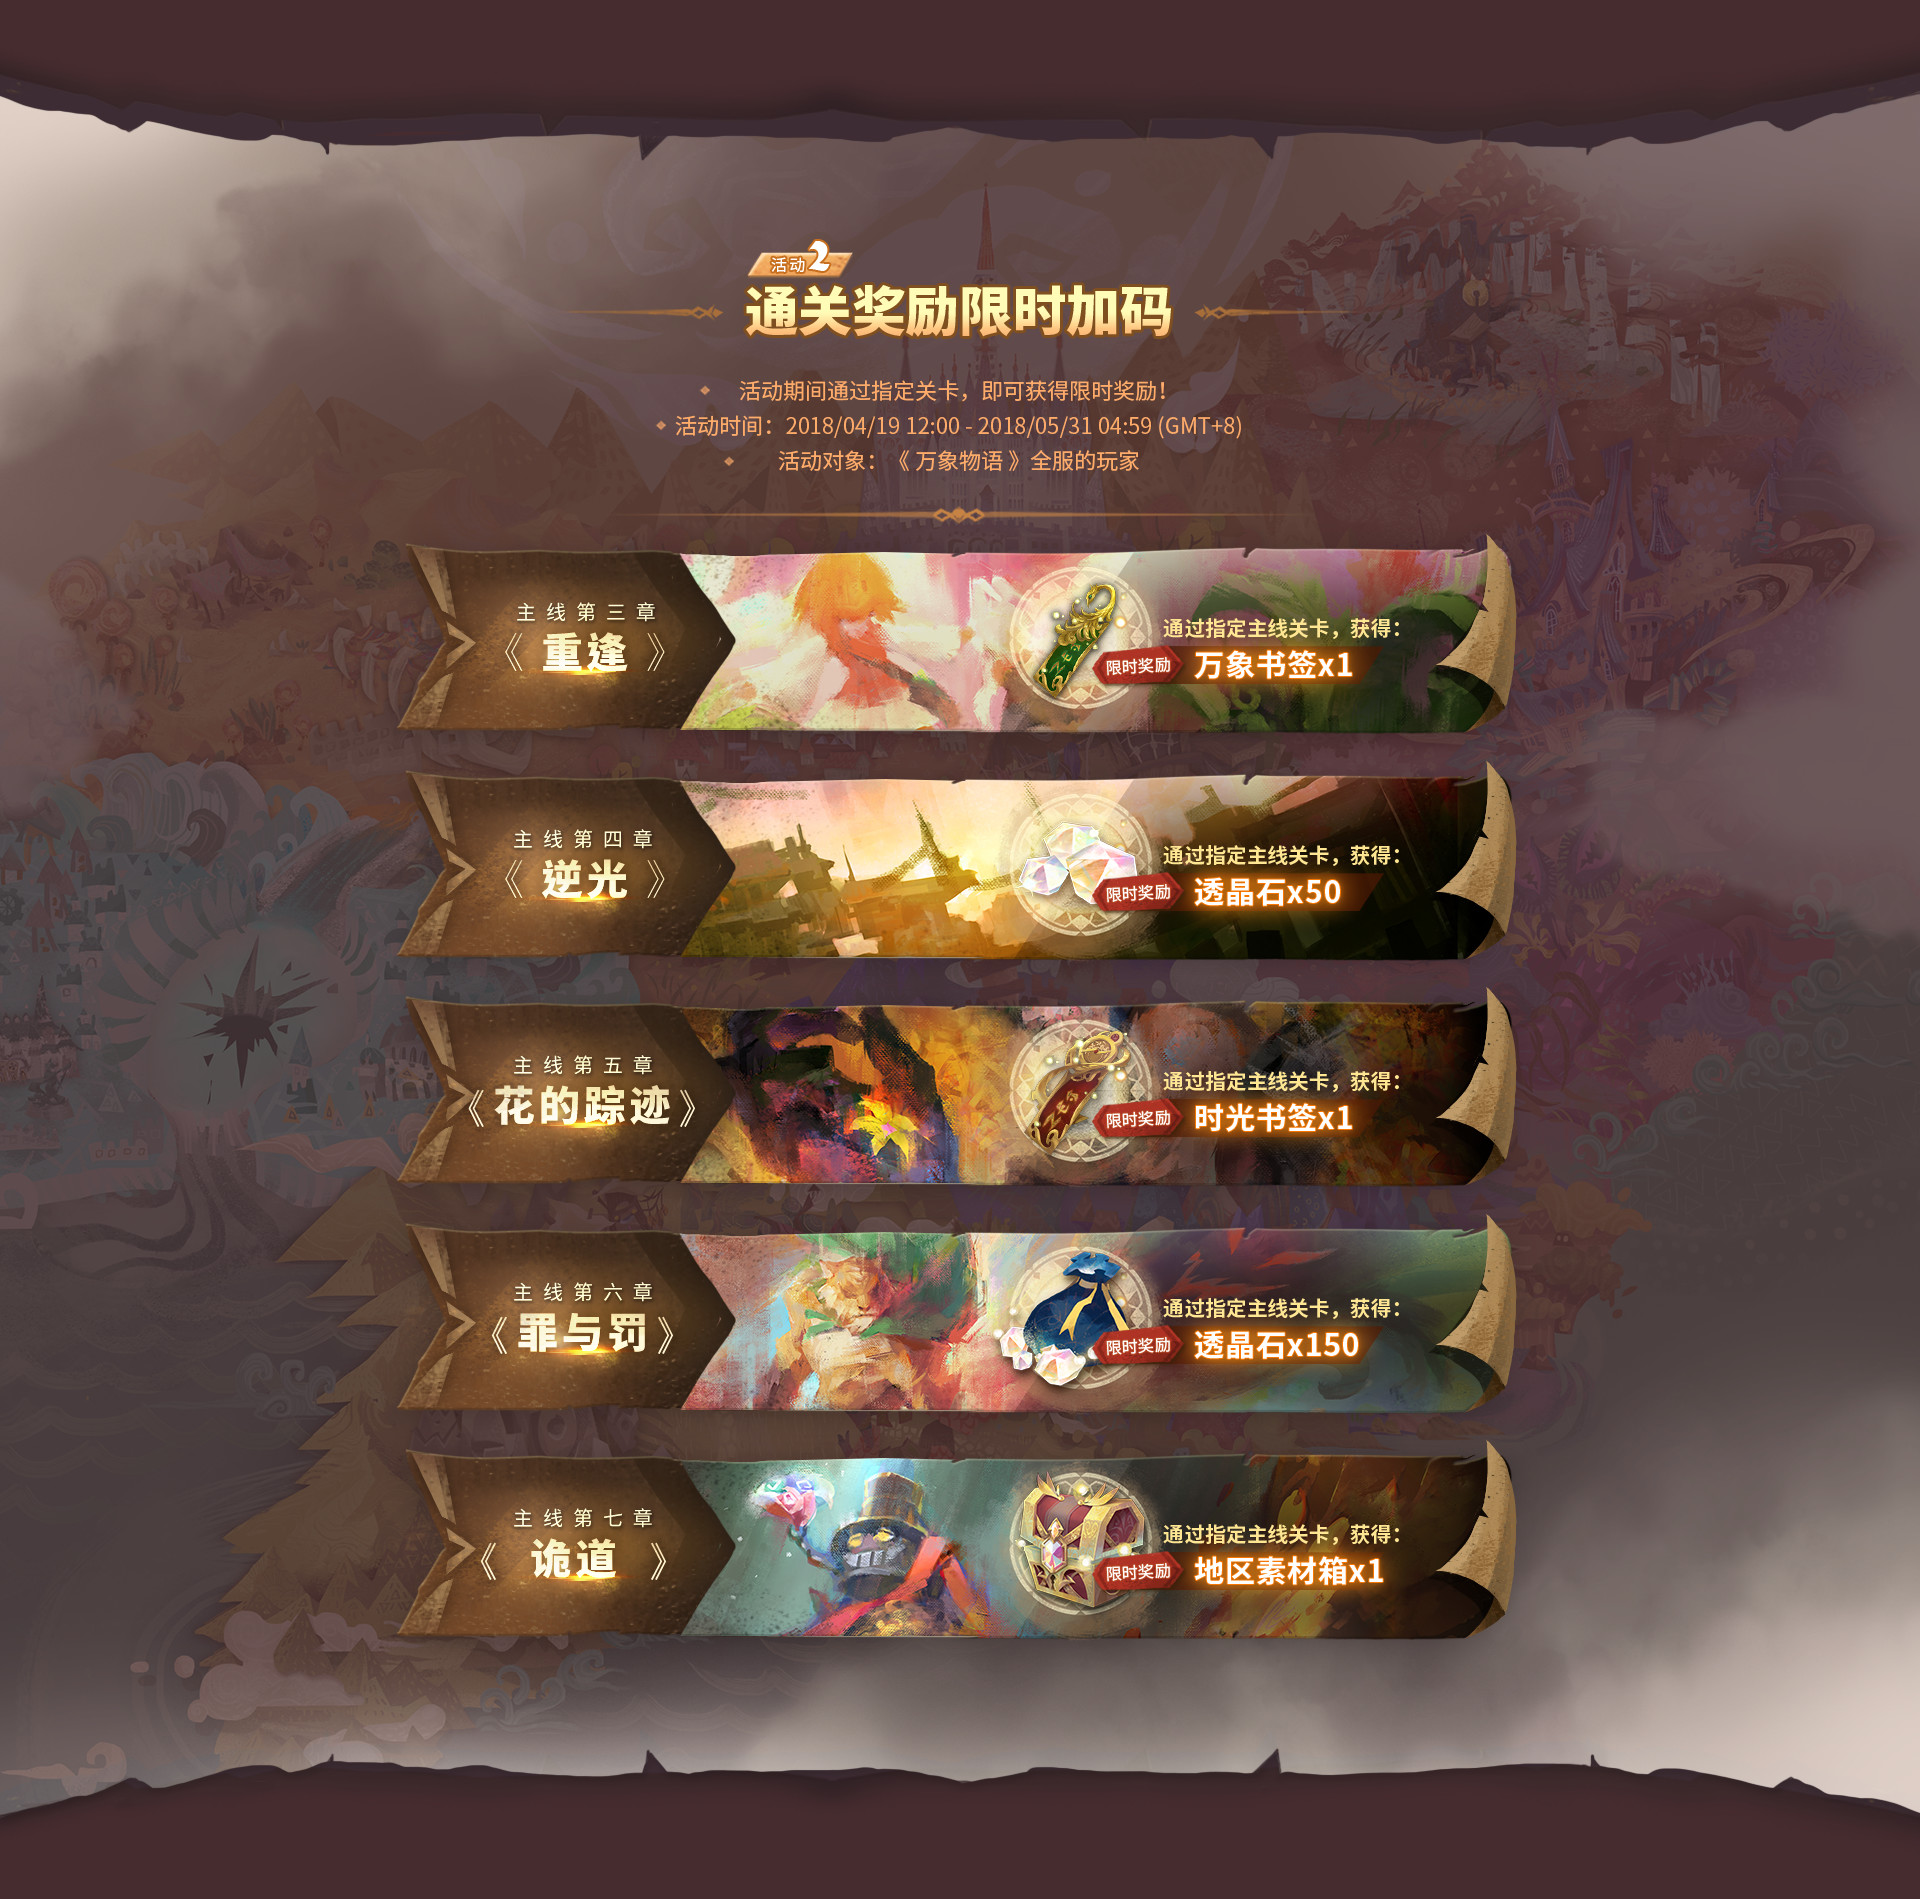 活动2
通关奖励限时加码
活动期间通过指定关卡，即可获得限时奖励！
活动时间：2018/04/19 12:00 - 2018/05/31 04:59 (GMT+8)
活动对象：《 万象物语 》全服的玩家
主线第三章
《 重逢 》
通过指定主线关卡，获得：
限时奖励
万象书签x1
主线第四章
《 逆光 》
通过指定主线关卡，获得：
限时奖励
透晶石x50
主线第五章
《花的踪迹》
通过指定主线关卡，获得：
限时奖励
时光书签x1
主线第六章
《罪与罚》
通过指定主线关卡，获得：
限时奖励
透晶石x150
主线第七章
《 诡道 》
通过指定主线关卡，获得：
限时奖励
地区素材箱x1